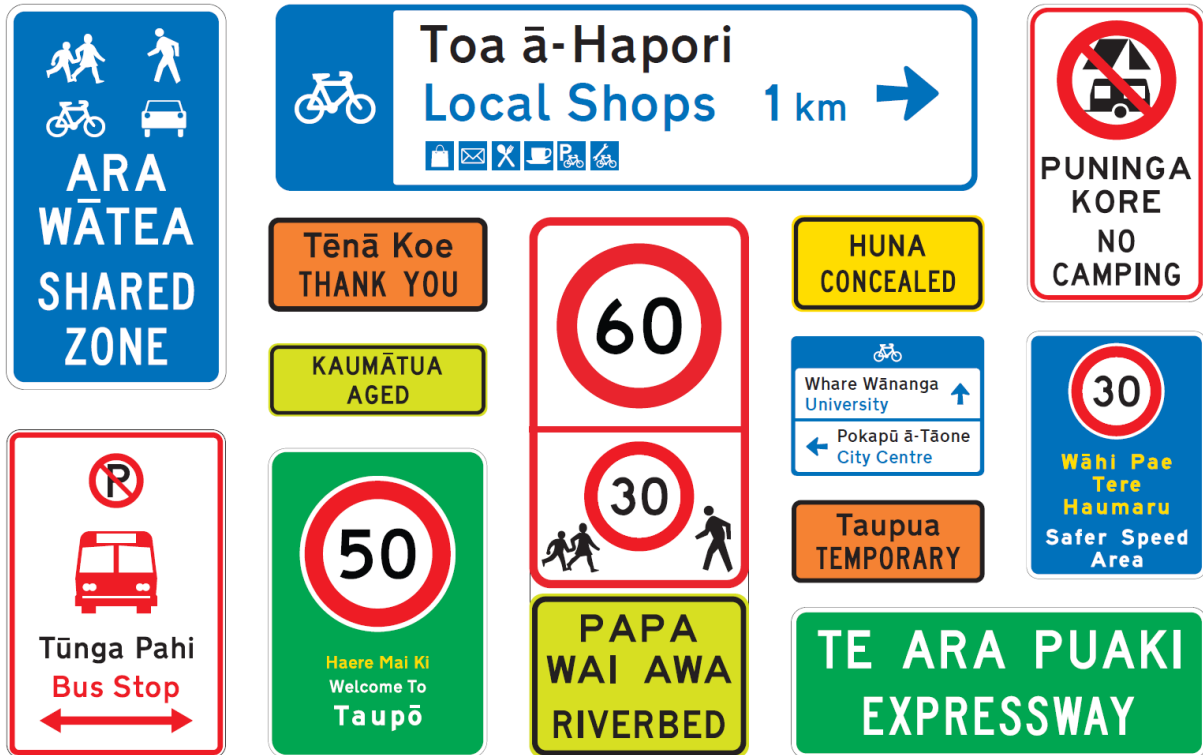 ARA
WĀTEA
SHARED
ZONE
Toa ā-Hapori
Local Shops 1 km
P
PUNINGA
KORE
NO
CAMPING
Tēnā Koe
THANK YOU
60
30
HUNA
CONCEALED
KAUMĀTUA
AGED
Whare Wānanga
University
Pokapū ā-Tāone
City Centre
30
Wāhi Pae
Tere
Haumaru
Safer Speed
Area
P
Tūnga Pahi
Bus Stop
50
Haere Mai Ki
Welcome To
Taupō
Taupua
TEMPORARY
PAPA
WAI AWA
RIVERBED
TE ARA PUAKI
EXPRESSWAY